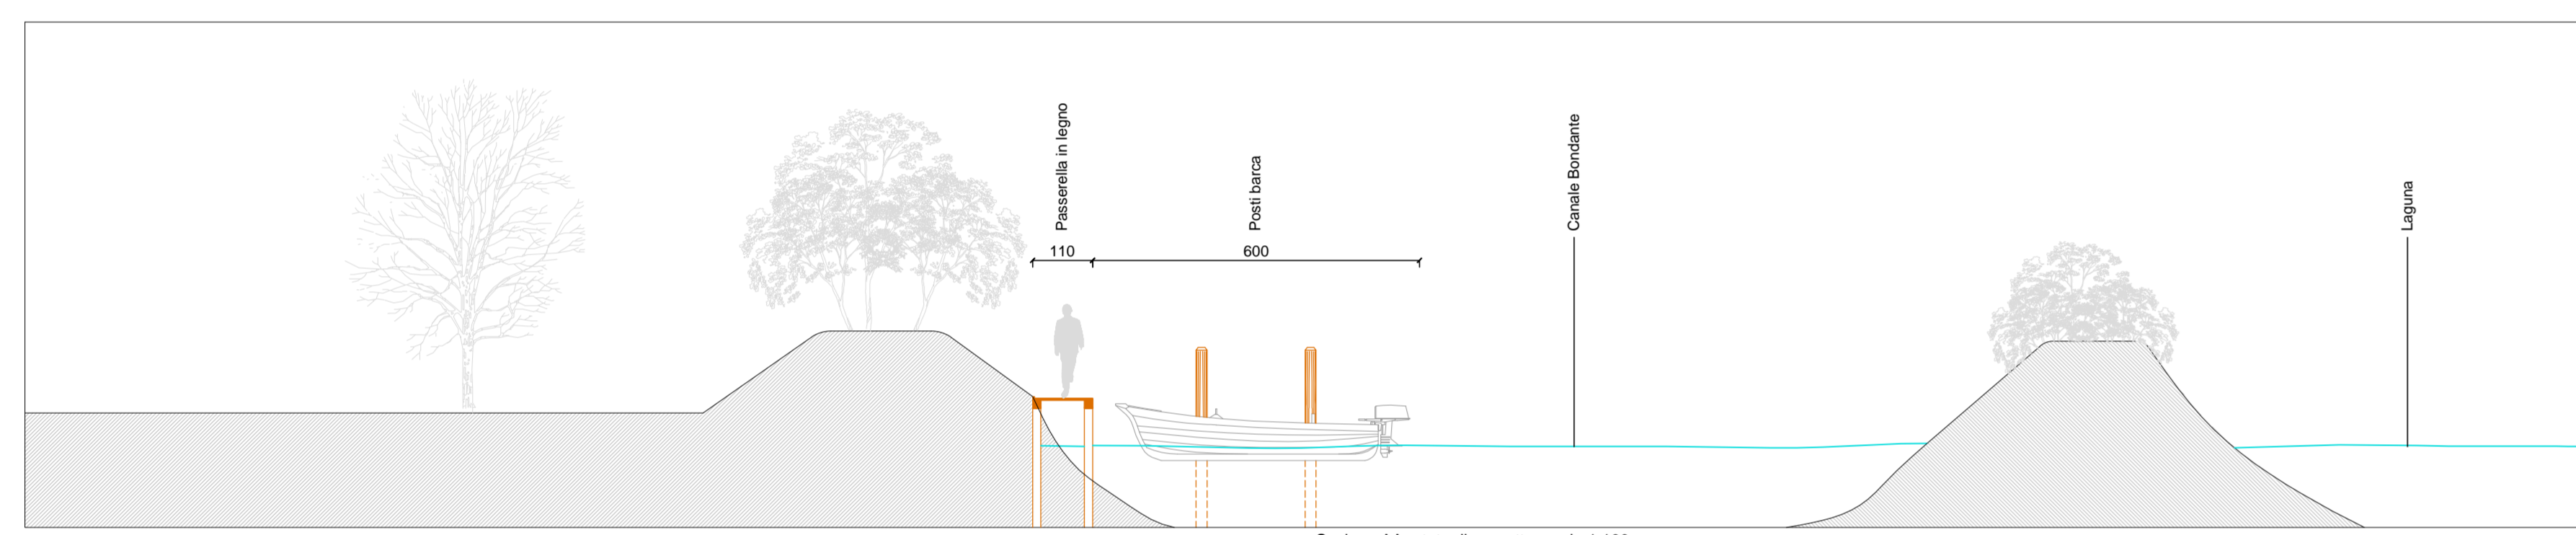 Passerella in legno
Posti barca
Canale Bondante
Laguna
110
600